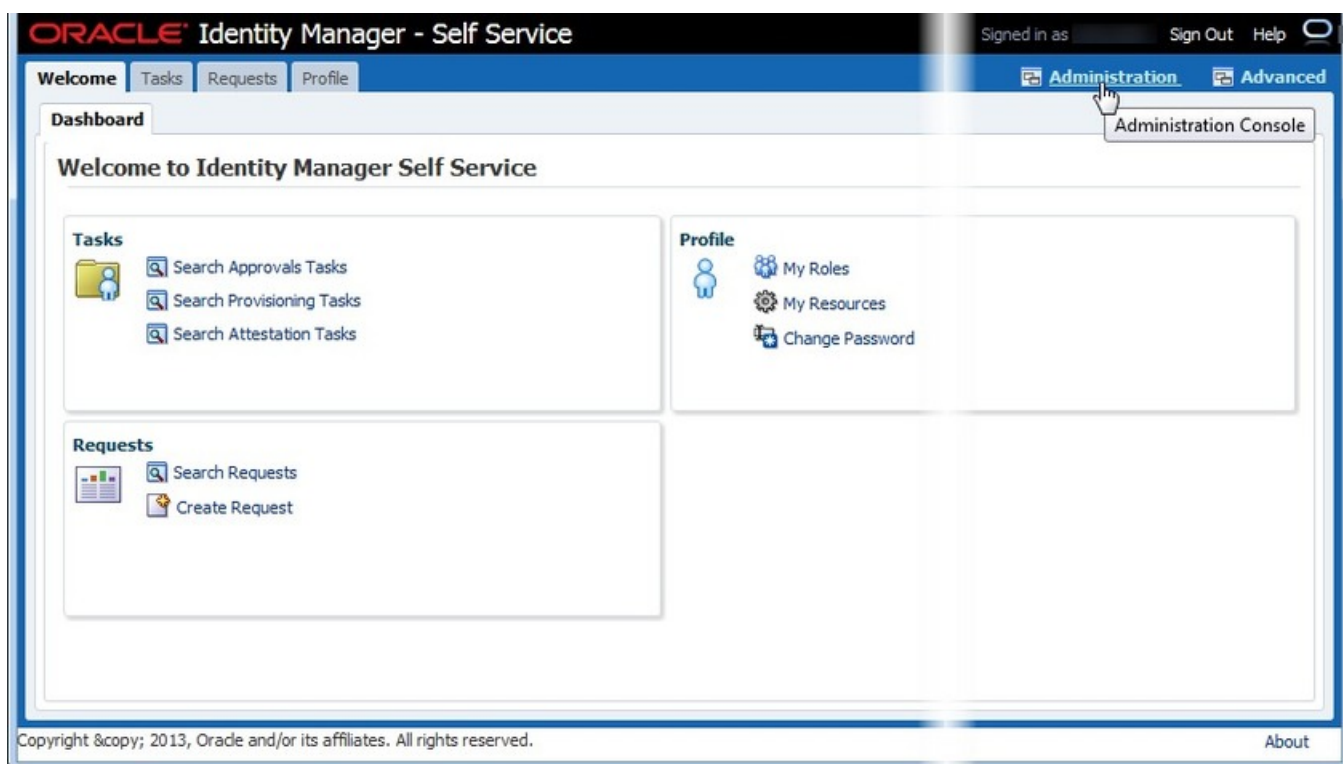 ORACLE Identity Manager - Self Service Signed in as Sign Out Help
Welcome Tasks Requests Profile Administration Advanced
Administration Console
Dashboard
Welcome to Identity Manager Self Service
Tasks
Search Approvals Tasks
Search Provisioning Tasks
Search Attestation Tasks
Profile
My Roles
My Resources
Change Password
Requests
Search Requests
Create Request
Copyright &copy; 2013, Oracle and/or its affiliates. All rights reserved. About